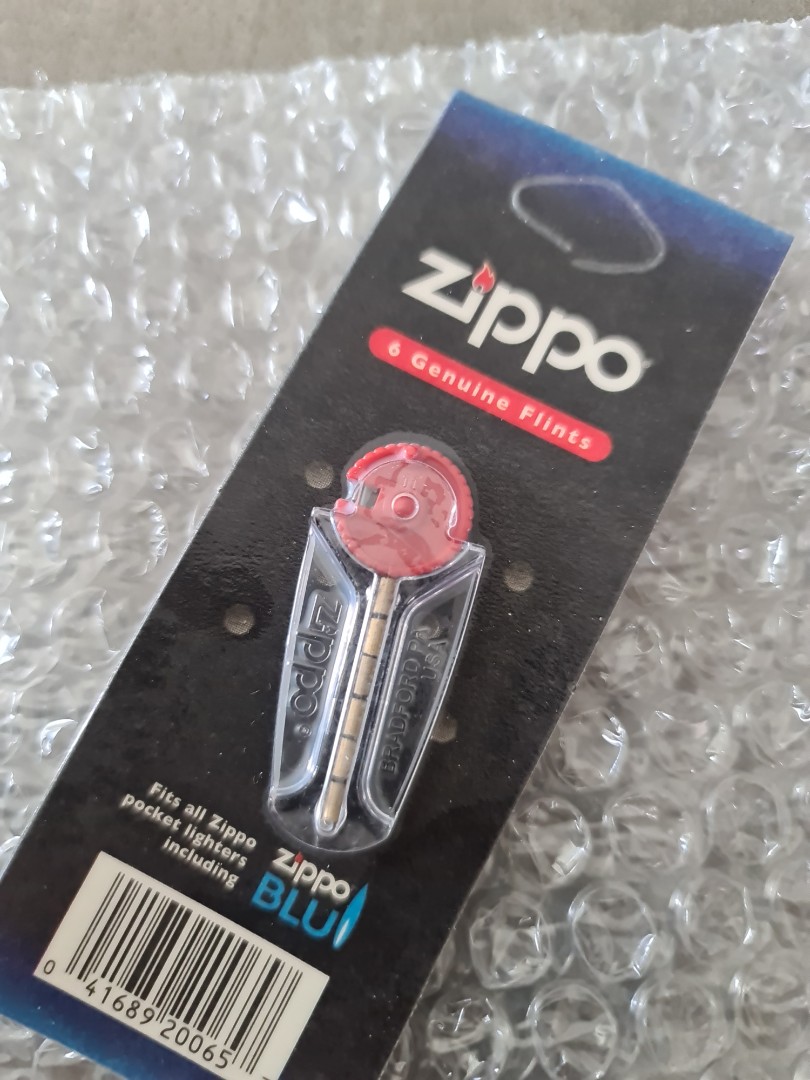 zippo
6 Genuine Flints
zippo
BRADFORD PA
USA
Fits all Zippo
pocket lighters
including
zippo
BLU
0 41689 20065